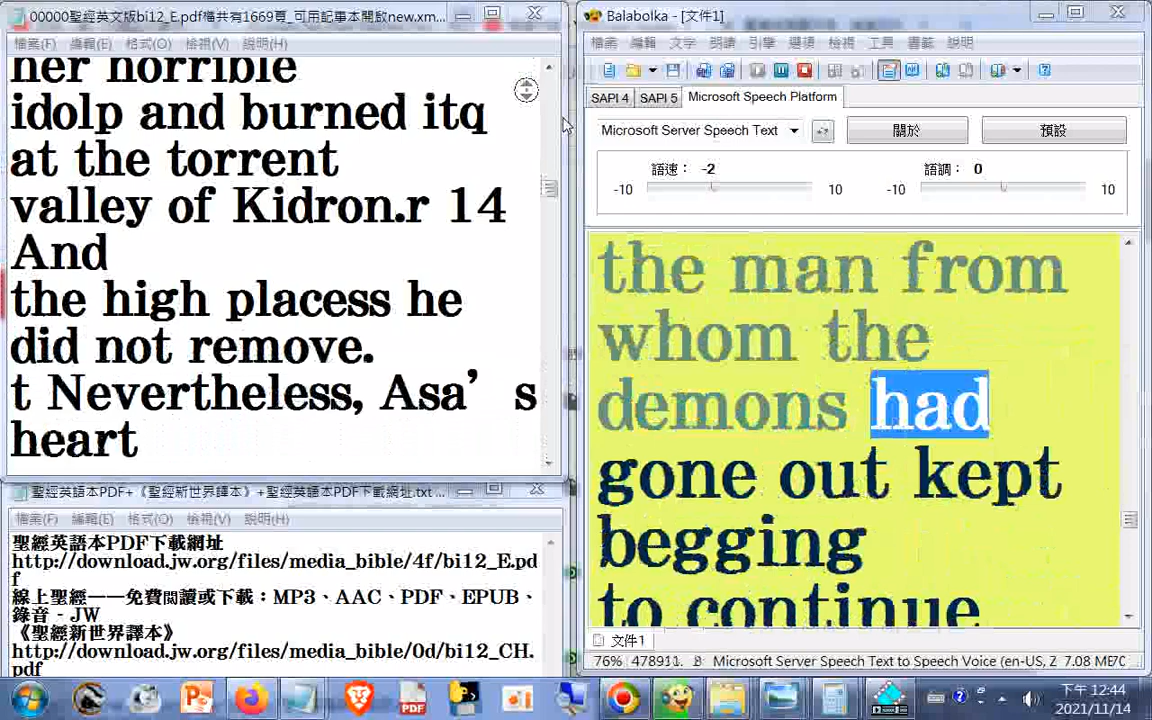 00000聖經英文版bi12_E.pdf檔共有1669頁_可用記事本開啟new.xm...
檔案(F) 編輯(E) 格式(O) 檢視(V) 說明(H)
her horrible
idolp and burned itq
at the torrent
valley of Kidron.r 14
And
the high placess he
did not remove.
t Nevertheless, Asa’s
heart
聖經英語本PDF+《聖經新世界譯本》+聖經英語本PDF下載網址.txt ...
檔案(F) 編輯(E) 格式(O) 檢視(V) 說明(H)
聖經英語本PDF下載網址
http://download.jw.org/files/media_bible/4f/bi12_E.pd
f
線上聖經——免費閱讀或下載：MP3、AAC、PDF、EPUB、
錄音 - JW
《聖經新世界譯本》
http://download.jw.org/files/media_bible/0d/bi12_CH.
pdf
Balabolka - [文件1]
檔案 編輯 文字 朗讀 引擎 選項 檢視 工具 書籤 說明
SAPI 4 SAPI 5 Microsoft Speech Platform
Microsoft Server Speech Text 關於 預設
語速： -2 語調： 0
-10 10 -10 10
the man from
whom the
demons had
gone out kept
begging
to continue
文件1
76% 478911. Microsoft Server Speech Text to Speech Voice (en-US, Z 7.08 ME
下午 12:44
2021/11/14